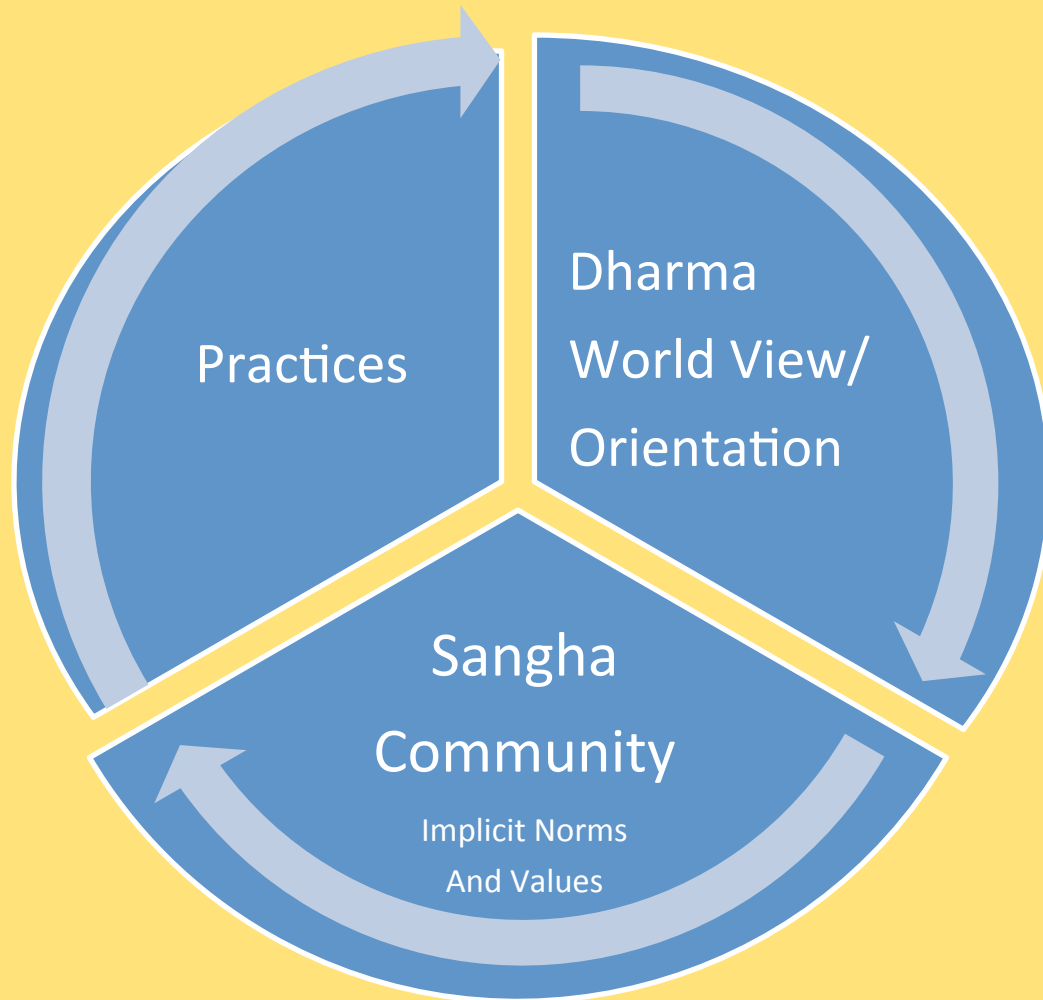 Practices
Dharma
World View/
Orientation
Sangha
Community
Implicit Norms
And Values